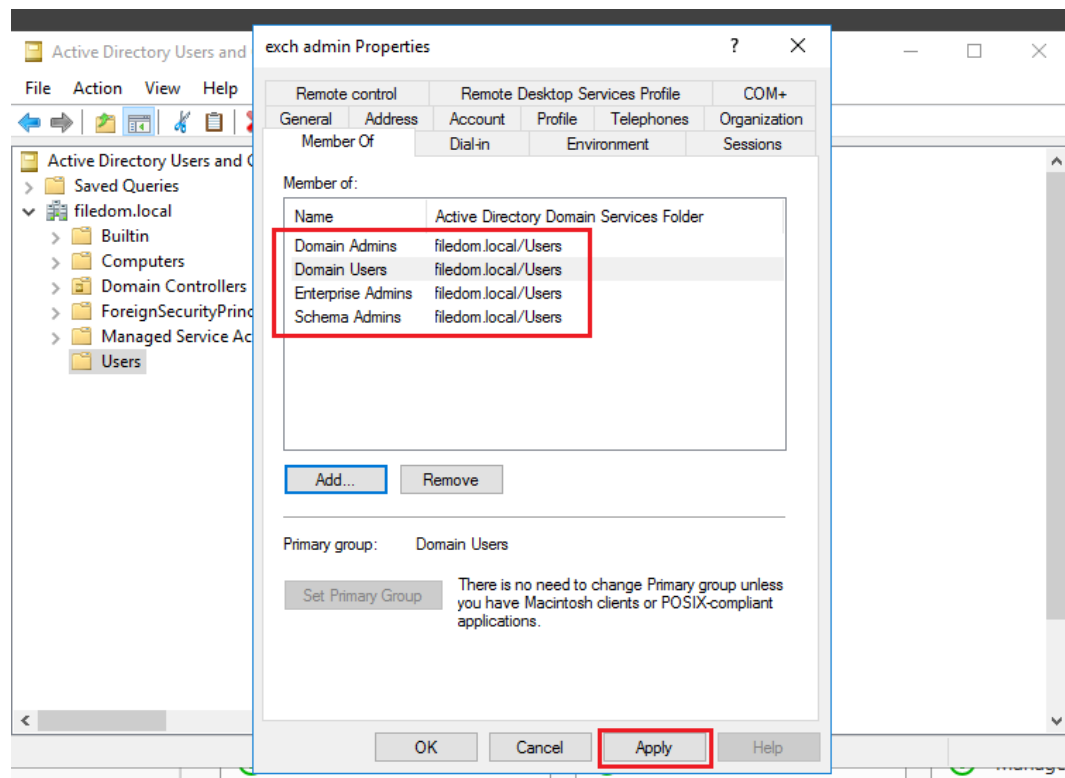 Active Directory Users and
exch admin Properties
?
File Action View Help
Remote control Remote Desktop Services Profile COM+
General Address Account Profile Telephones Organization
Member Of Dial-in Environment Sessions
Active Directory Users and C
Saved Queries
filedom.local
Builtin
Computers
Domain Controllers
ForeignSecurityPrinc
Managed Service Ac
Users
Member of:
Name Active Directory Domain Services Folder
Domain Admins filedom.local/Users
Domain Users filedom.local/Users
Enterprise Admins filedom.local/Users
Schema Admins filedom.local/Users
Add... Remove
Primary group: Domain Users
Set Primary Group
There is no need to change Primary group unless
you have Macintosh clients or POSIX-compliant
applications.
OK Cancel Apply Help